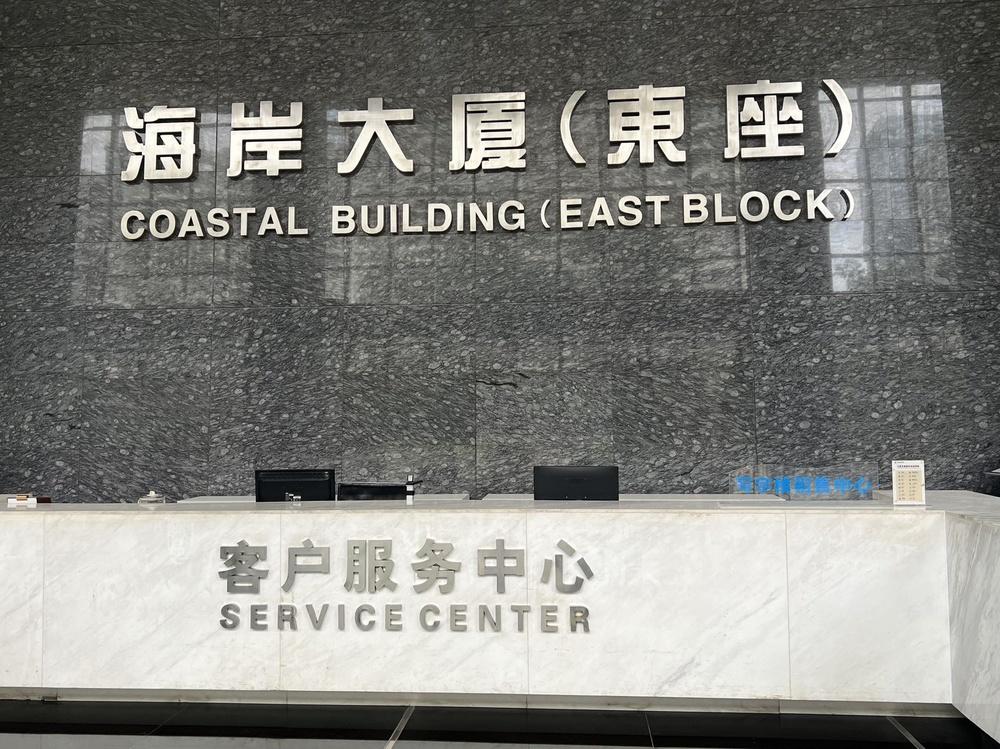 海岸大厦(東座)
COASTAL BUILDING (EAST BLOCK)
客户服务中心
SERVICE CENTER